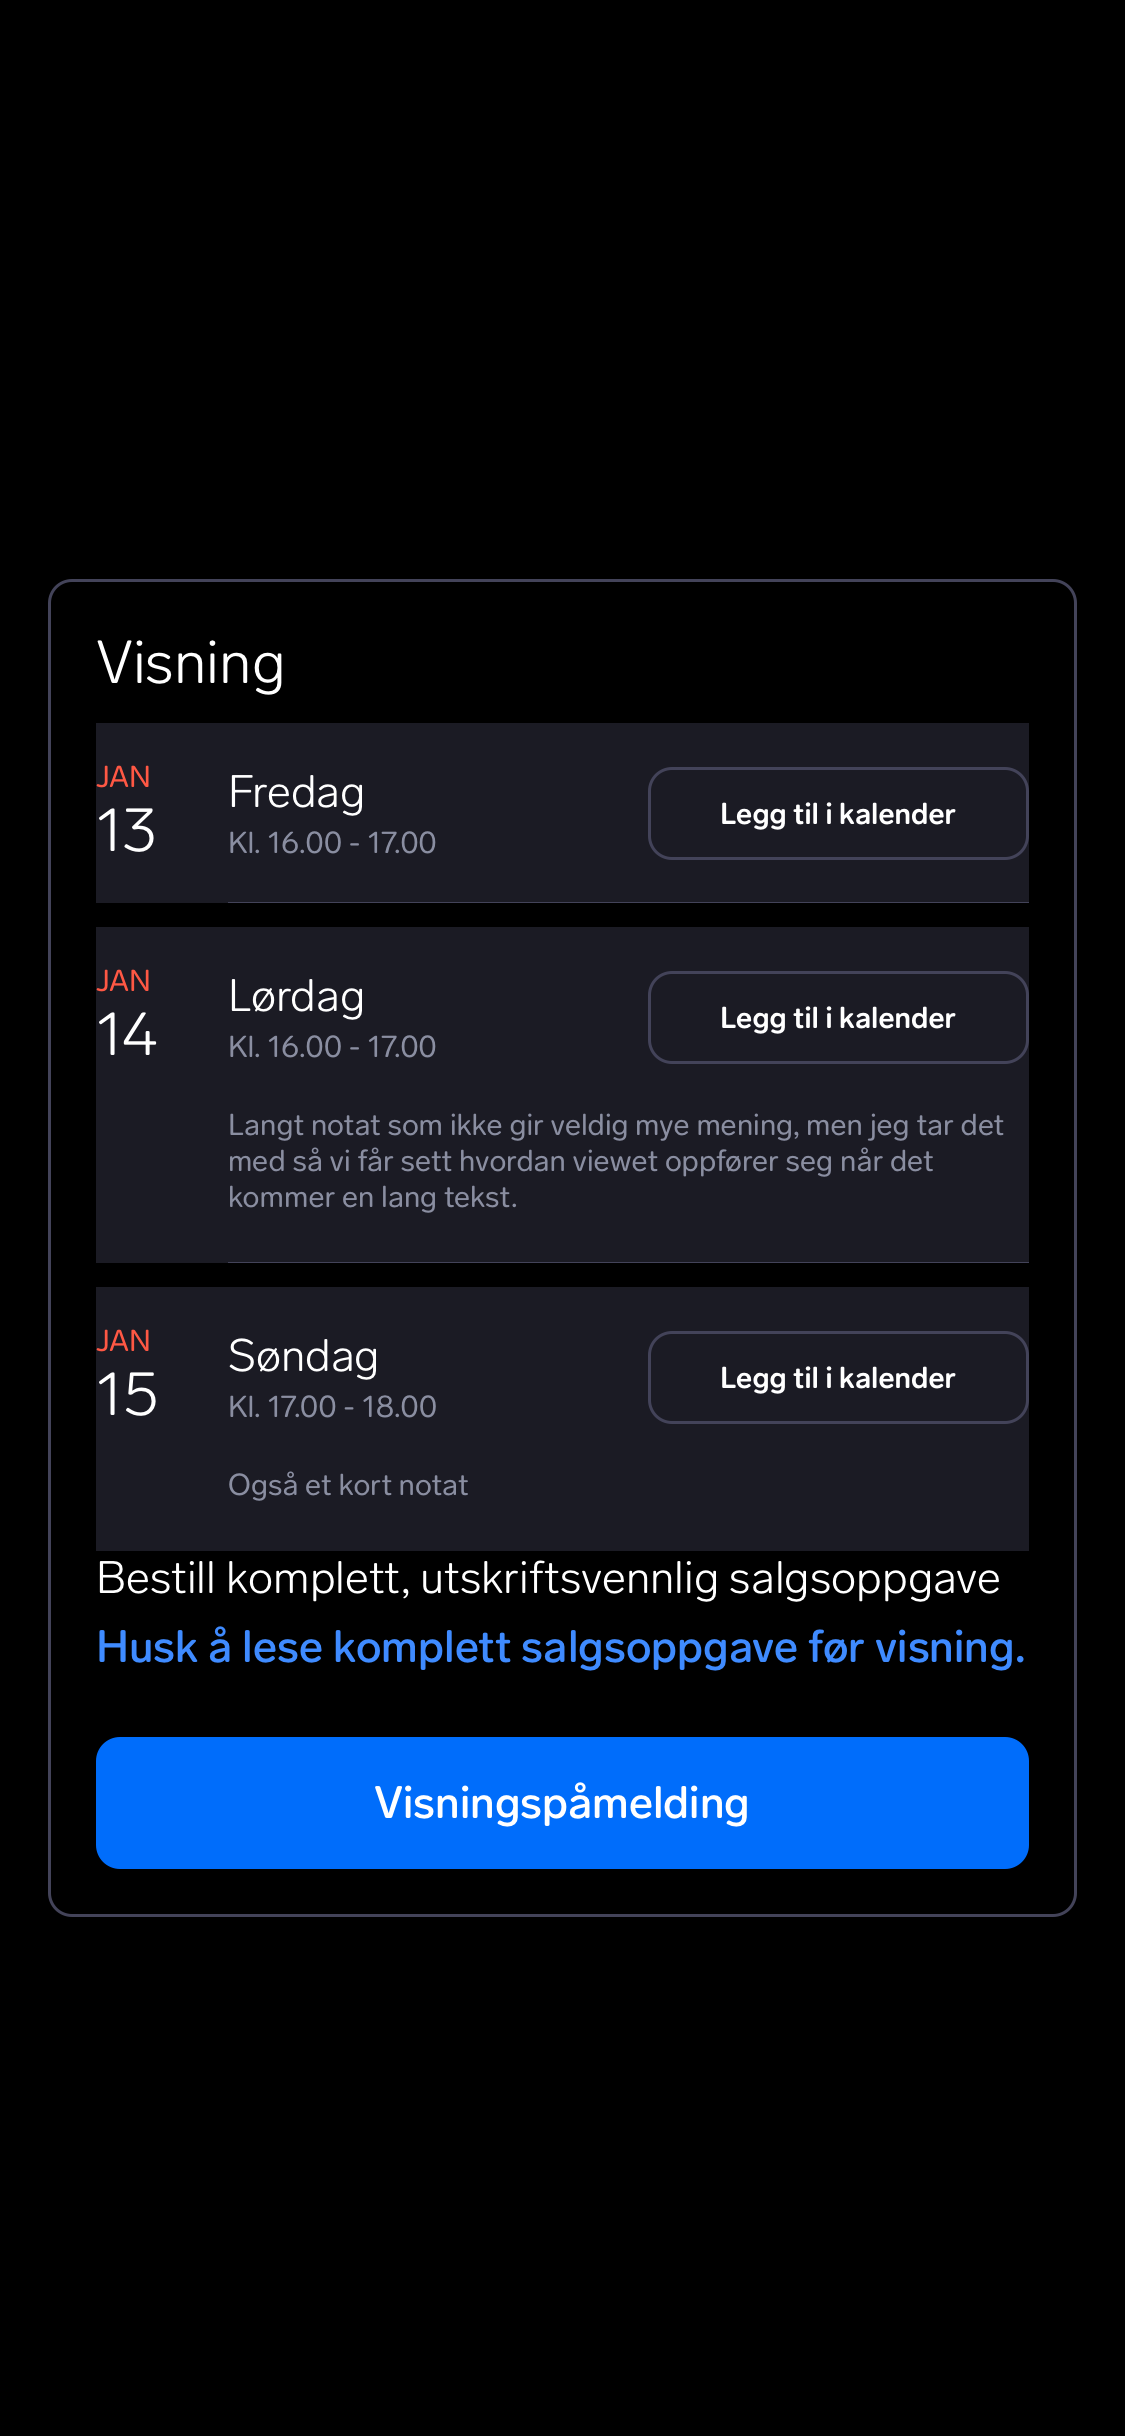 Visning
JAN
13
Fredag
Kl. 16.00 - 17.00
Legg til i kalender
JAN
14
Lørdag
Kl. 16.00 - 17.00
Legg til i kalender
Langt notat som ikke gir veldig mye mening, men jeg tar det
med så vi får sett hvordan viewet oppfører seg når det
kommer en lang tekst.
JAN
15
Søndag
Kl. 17.00 - 18.00
Legg til i kalender
Også et kort notat
Bestill komplett, utskriftsvennlig salgsoppgave
Husk å lese komplett salgsoppgave før visning.
Visningspåmelding